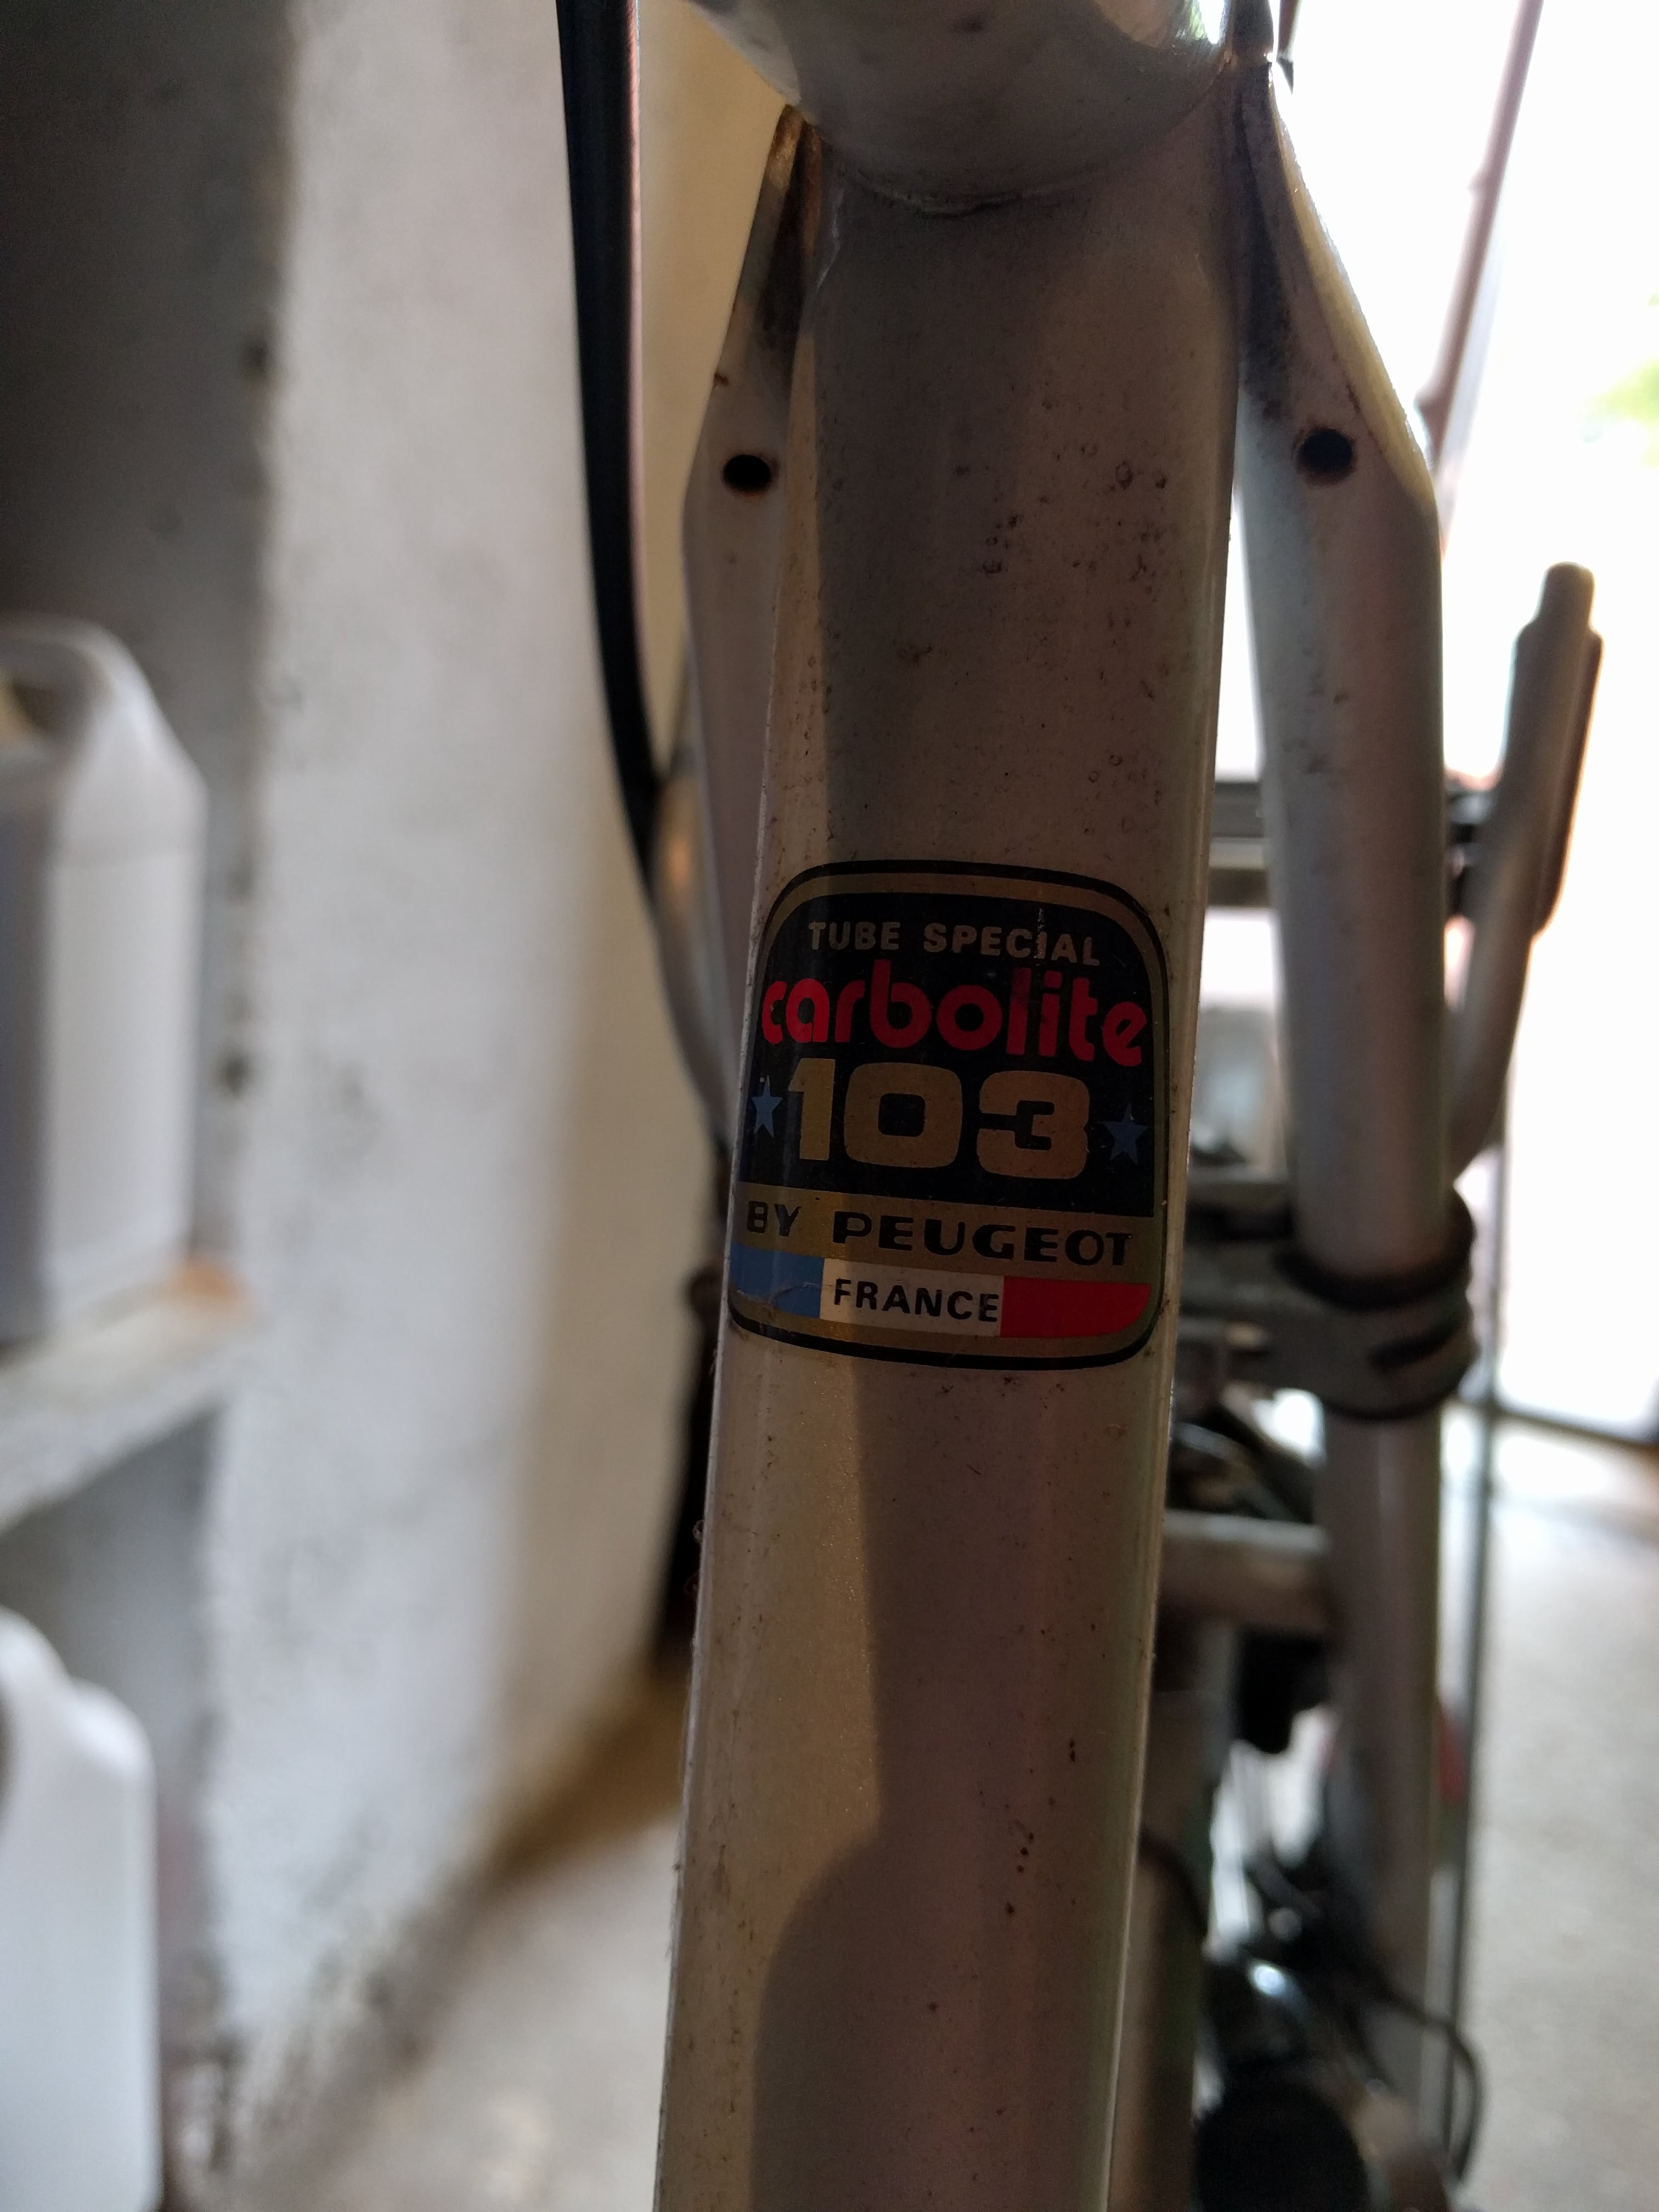 TUBE SPECIAL
carbolite
103
BY PEUGEOT
FRANCE